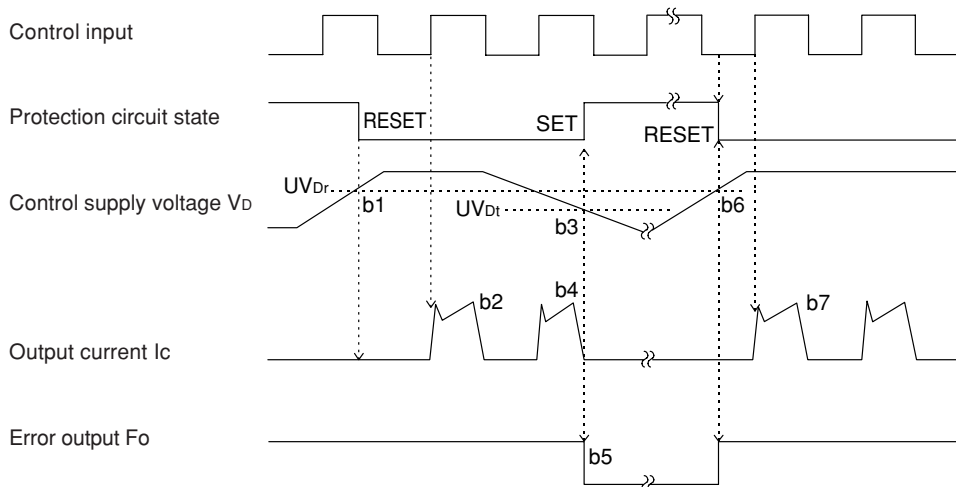 Control input
Protection circuit state
RESET
SET
RESET
Control supply voltage VD
UVDr
b1
UVDt
b3
b6
Output current Ic
b2
b4
b7
Error output Fo
b5